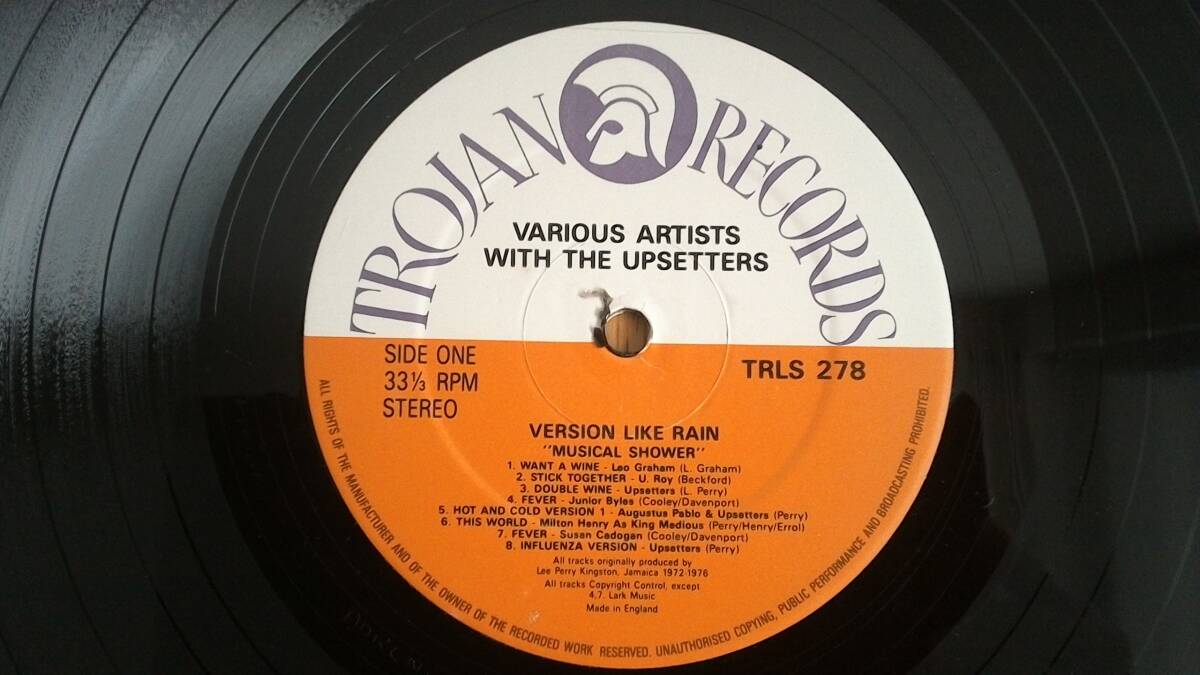 TROJAN RECORDS
VARIOUS ARTISTS
WITH THE UPSETTERS
SIDE ONE
33⅓ RPM
STEREO
TRLS 278
VERSION LIKE RAIN
"MUSICAL SHOWER"
1. WANT A WINE - Leo Graham (L. Graham)
2. STICK TOGETHER - U. Roy (Beckford)
3. DOUBLE WINE - Upsetters (L. Perry)
4. FEVER - Junior Byles (Cooley/Davenport)
5. HOT AND COLD VERSION 1 - Augustus Pablo & Upsetters (Perry)
6. THIS WORLD - Milton Henry As King Medious (Perry/Henry/Errol)
7. FEVER - Susan Cadogan (Cooley/Davenport)
8. INFLUENZA VERSION - Upsetters (Perry)
All tracks originally produced by
Lee Perry Kingston, Jamaica 1972-1976
All tracks Copyright Control, except
4,7. Lark Music
Made in England
ALL RIGHTS OF THE MANUFACTURER AND OF THE OWNER OF THE RECORDED WORK RESERVED. UNAUTHORISED COPYING, PUBLIC PERFORMANCE AND BROADCASTING PROHIBITED.